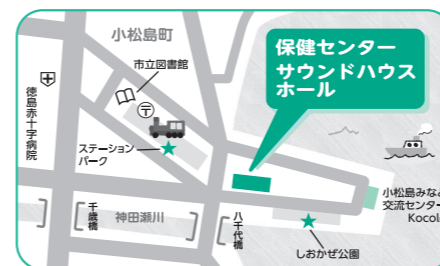 小松島町
市立図書館
保健センター
サウンドハウス
ホール
徳島赤十字病院
ステーション
パーク
千歳橋
神田瀬川
八千代橋
しおかぜ公園
小松島みなと
交流センター
Kocolo